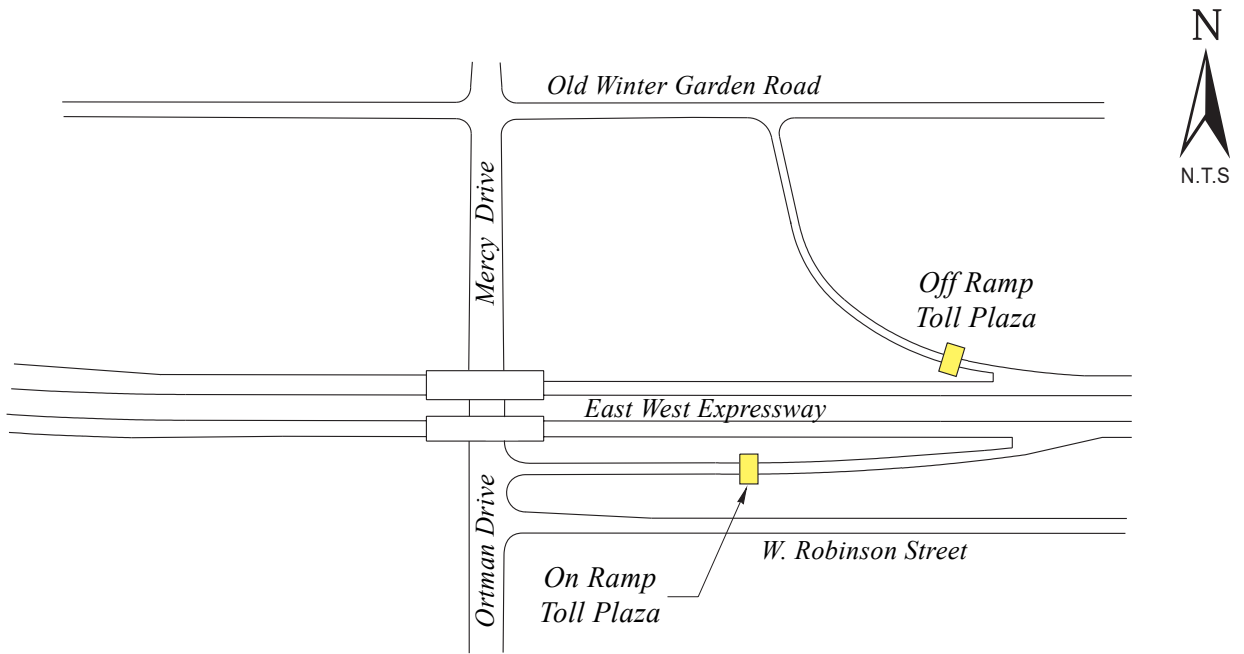 N
N.T.S
Old Winter Garden Road
Mercy Drive
Off Ramp
Toll Plaza
East West Expressway
Ortman Drive
W. Robinson Street
On Ramp
Toll Plaza